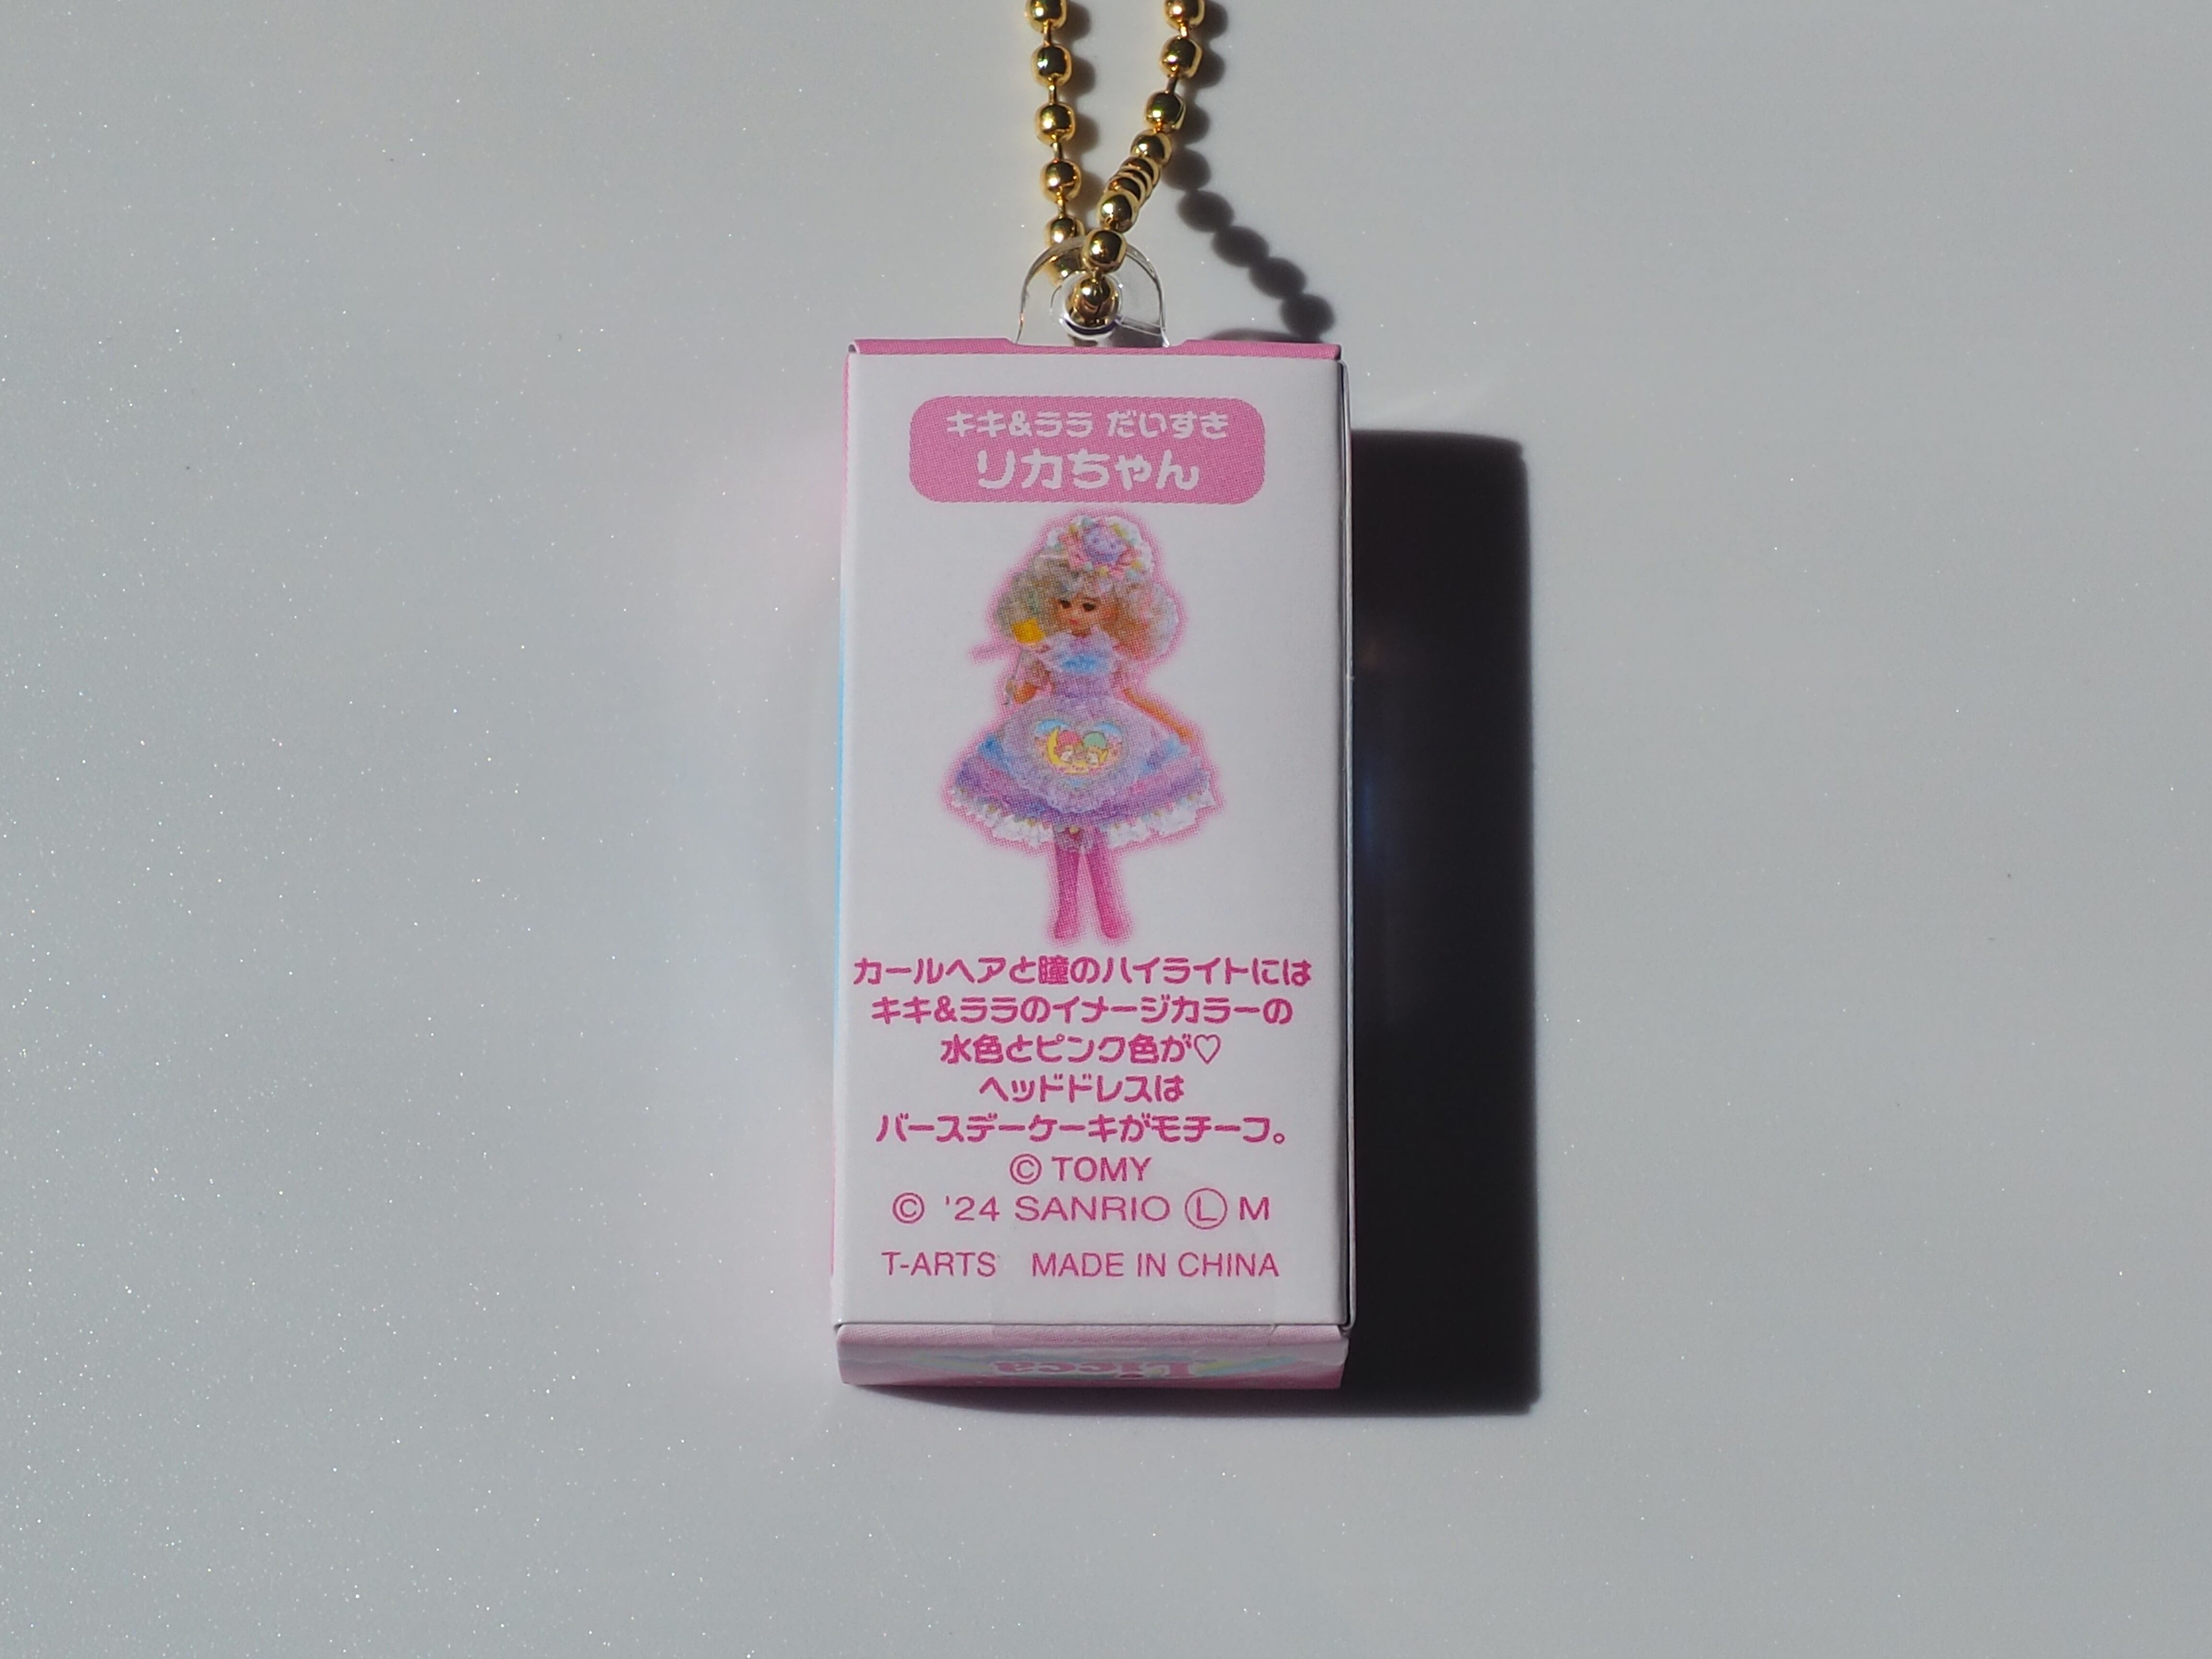 キキ&ララ だいすき
リカちゃん
カールヘアと瞳のハイライトには
キキ&ララのイメージカラーの
水色とピンク色が♡
ヘッドドレスは
バースデーケーキがモチーフ。
© TOMY
© '24 SANRIO Ⓛ M
T-ARTS MADE IN CHINA
Licca